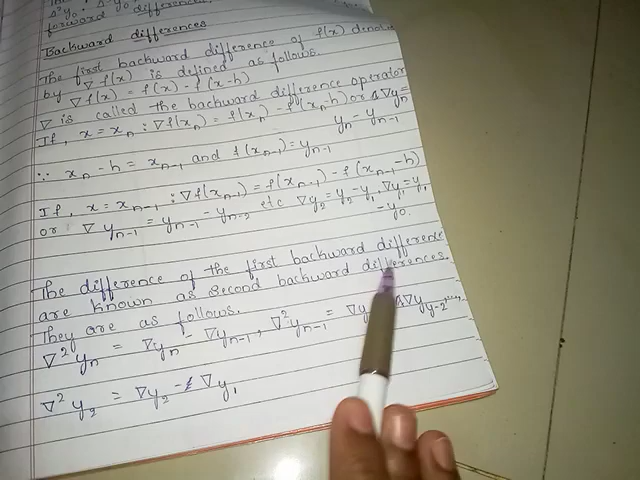 Δ²y₀ = Δ
forward differences
Backward differences
The first backward difference of f(x) denoted
by ∇ f(x) is defined as follows.
∇f(x) = f(x) - f(x-h)
∇ is called the backward difference operator
If, x = xₙ : ∇f(xₙ) = f(xₙ) - f(xₙ-h) or ∇yₙ =
yₙ - yₙ₋₁
∵ xₙ - h = xₙ₋₁ and f(xₙ₋₁) = yₙ₋₁
If, x = xₙ₋₁ : ∇f(xₙ₋₁) = f(xₙ₋₁) - f(xₙ₋₁-h)
or : ∇ yₙ₋₁ = yₙ₋₁ - yₙ₋₂ etc ∇y₂ = y₂ - y₁, ∇y₁ = y₁
- y₀.
The difference of the first backward difference
are known as second backward differences.
They are as follows.
∇²yₙ = ∇yₙ - ∇yₙ₋₁, ∇²yₙ₋₁ = ∇y
∇²y₂ = ∇y₂ - ∇y₁